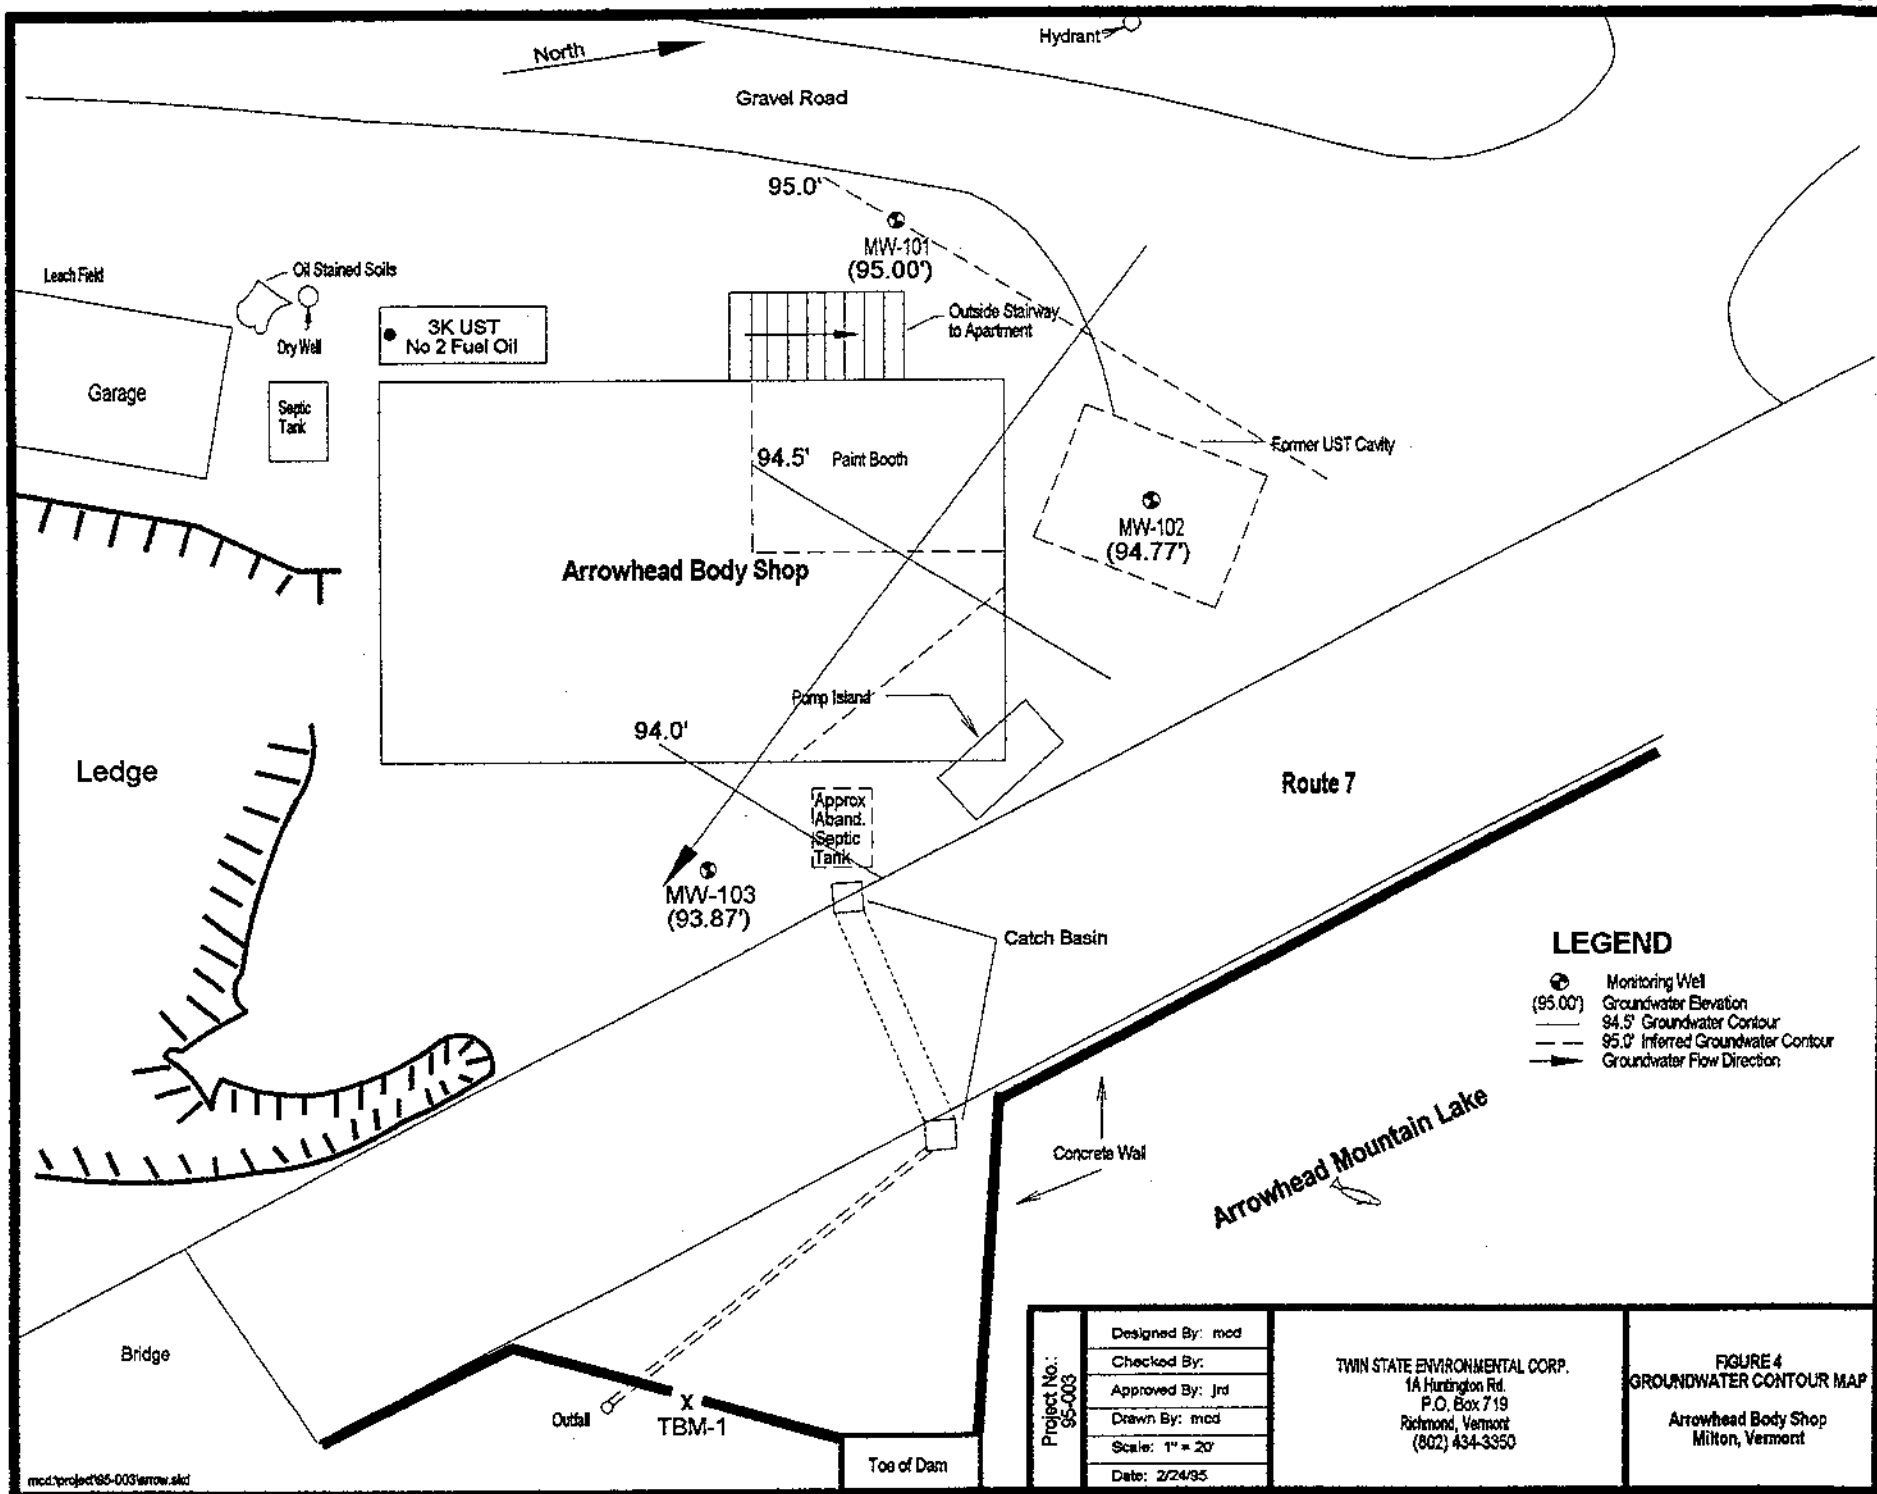 Hydrant
North
Gravel Road
95.0'
MW-101
(95.00')
Leach Field
Oil Stained Soils
Dry Well
3K UST
No 2 Fuel Oil
Outside Stairway
to Apartment
Garage
Septic
Tank
94.5'
Paint Booth
Former UST Cavity
MW-102
(94.77')
Arrowhead Body Shop
Pump Island
94.0'
Ledge
Route 7
Approx
Aband.
Septic
Tank
MW-103
(93.87')
Catch Basin
LEGEND
Monitoring Well
(95.00') Groundwater Elevation
94.5' Groundwater Contour
95.0' Inferred Groundwater Contour
Groundwater Flow Direction
Concrete Wall
Arrowhead Mountain Lake
Bridge
Outfall
X
TBM-1
Toe of Dam
mcd:\project\95-003\arrow.skd
Project No.:
95-003
Designed By: mcd
Checked By:
Approved By: jrd
Drawn By: mcd
Scale: 1" = 20'
Date: 2/24/95
TWIN STATE ENVIRONMENTAL CORP.
1A Huntington Rd.
P.O. Box 719
Richmond, Vermont
(802) 434-3350
FIGURE 4
GROUNDWATER CONTOUR MAP
Arrowhead Body Shop
Milton, Vermont